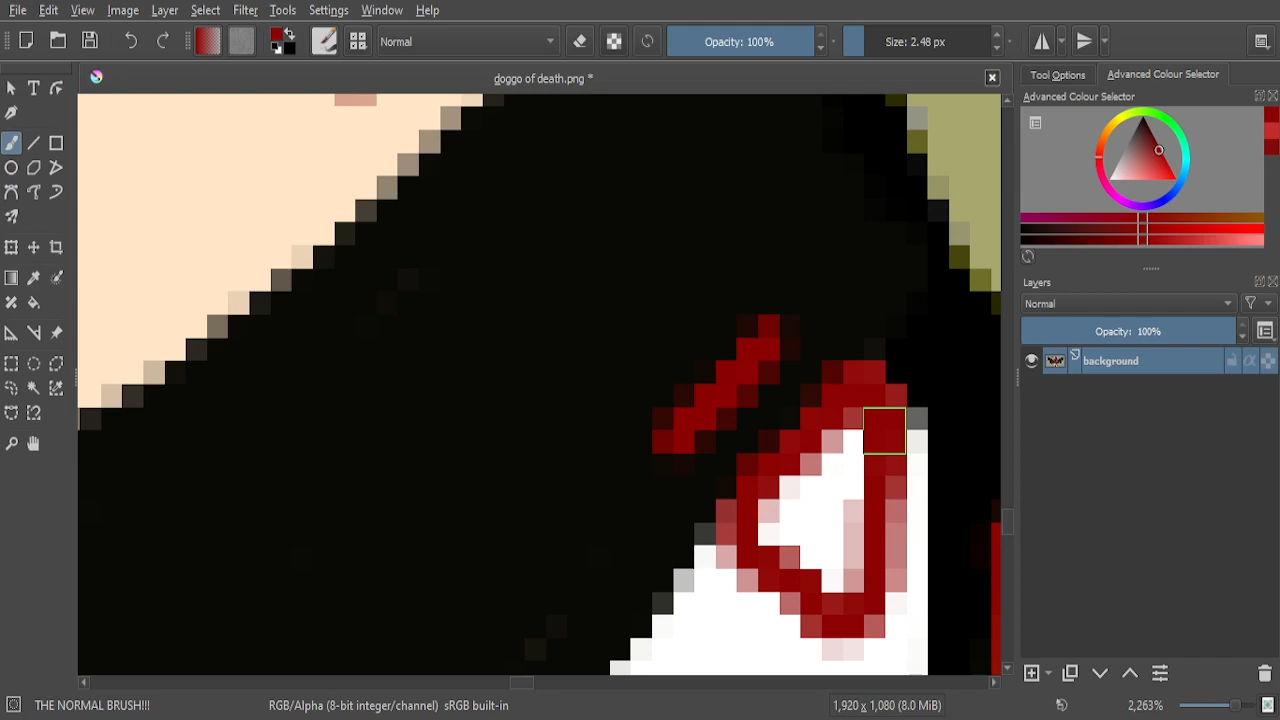 File Edit View Image Layer Select Filter Tools Settings Window Help
Normal Opacity: 100% Size: 2.48 px
doggo of death.png *
Tool Options Advanced Colour Selector
Advanced Colour Selector
Layers
Normal
Opacity: 100%
background
THE NORMAL BRUSH!!! RGB/Alpha (8-bit integer/channel) sRGB built-in 1,920 x 1,080 (8.0 MiB) 2,263%